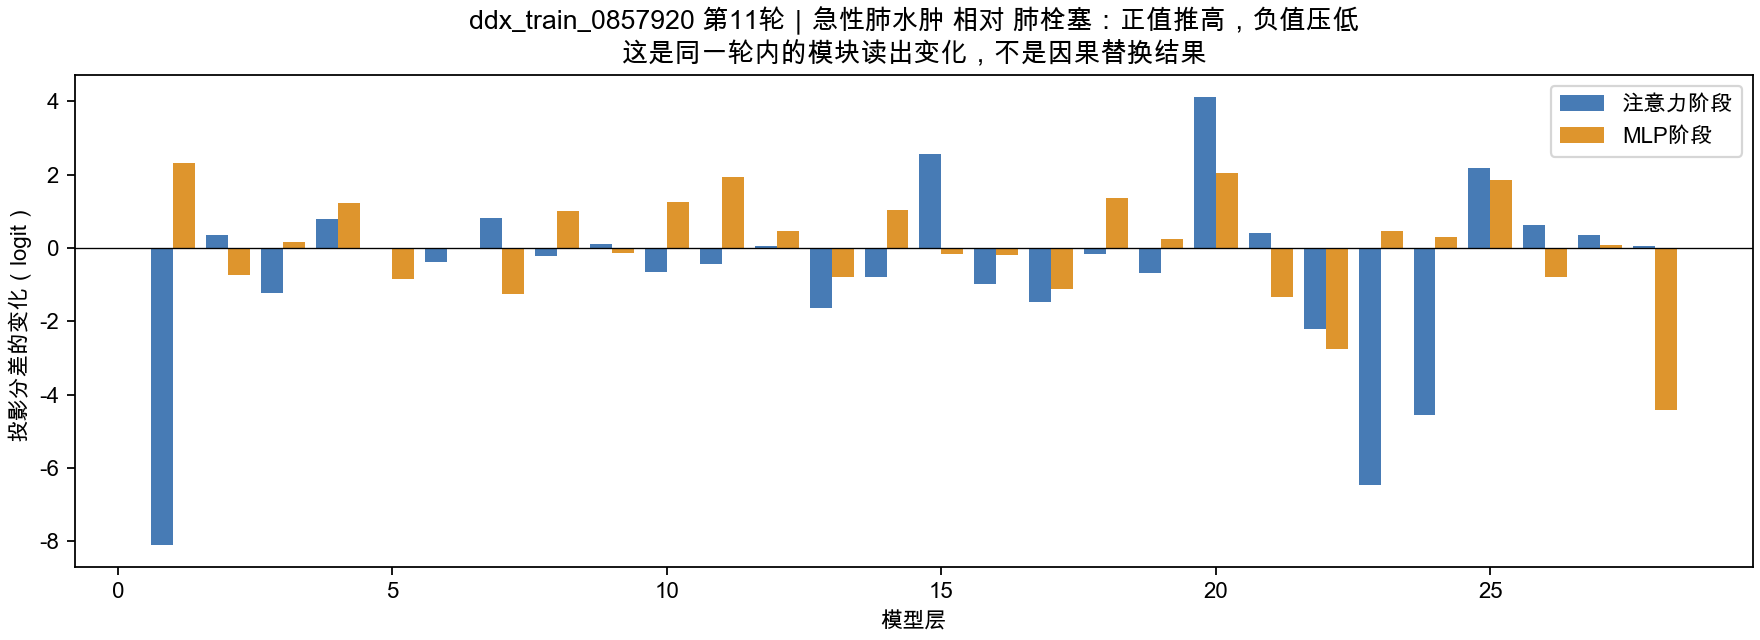 ddx_train_0857920 第11轮｜急性肺水肿 相对 肺栓塞：正值推高，负值压低
这是同一轮内的模块读出变化，不是因果替换结果
注意力阶段
MLP阶段
投影分差的变化（logit）
4
2
0
-2
-4
-6
-8
0
5
10
15
20
25
模型层